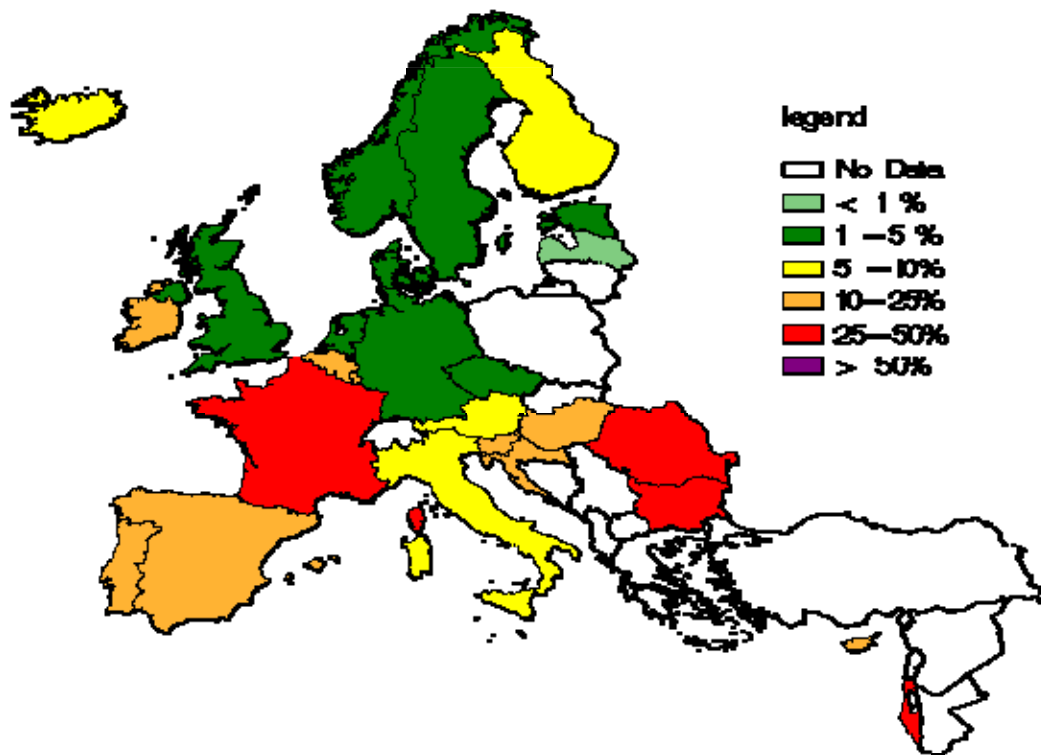 legend
No Data
< 1 %
1 –5 %
5 –10%
10–25%
25–50%
> 50%